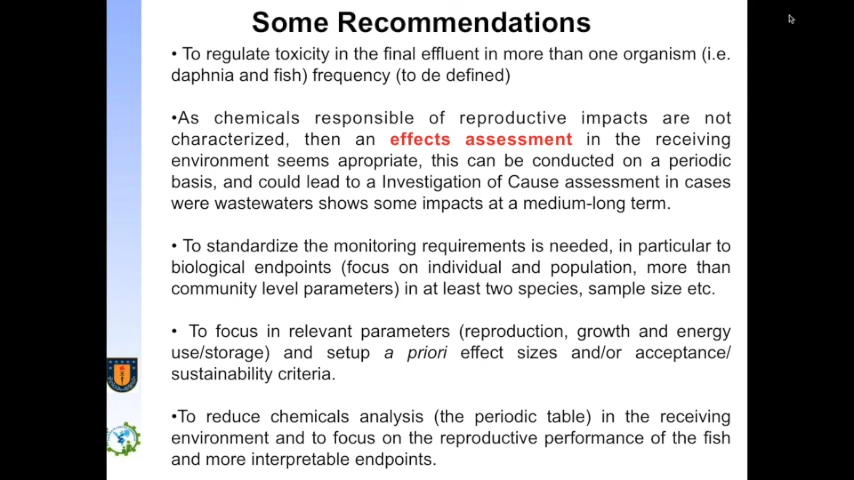 Some Recommendations
• To regulate toxicity in the final effluent in more than one organism (i.e.
daphnia and fish) frequency (to de defined)
•As chemicals responsible of reproductive impacts are not
characterized, then an effects assessment in the receiving
environment seems apropriate, this can be conducted on a periodic
basis, and could lead to a Investigation of Cause assessment in cases
were wastewaters shows some impacts at a medium-long term.
• To standardize the monitoring requirements is needed, in particular to
biological endpoints (focus on individual and population, more than
community level parameters) in at least two species, sample size etc.
• To focus in relevant parameters (reproduction, growth and energy
use/storage) and setup a priori effect sizes and/or acceptance/
sustainability criteria.
•To reduce chemicals analysis (the periodic table) in the receiving
environment and to focus on the reproductive performance of the fish
and more interpretable endpoints.